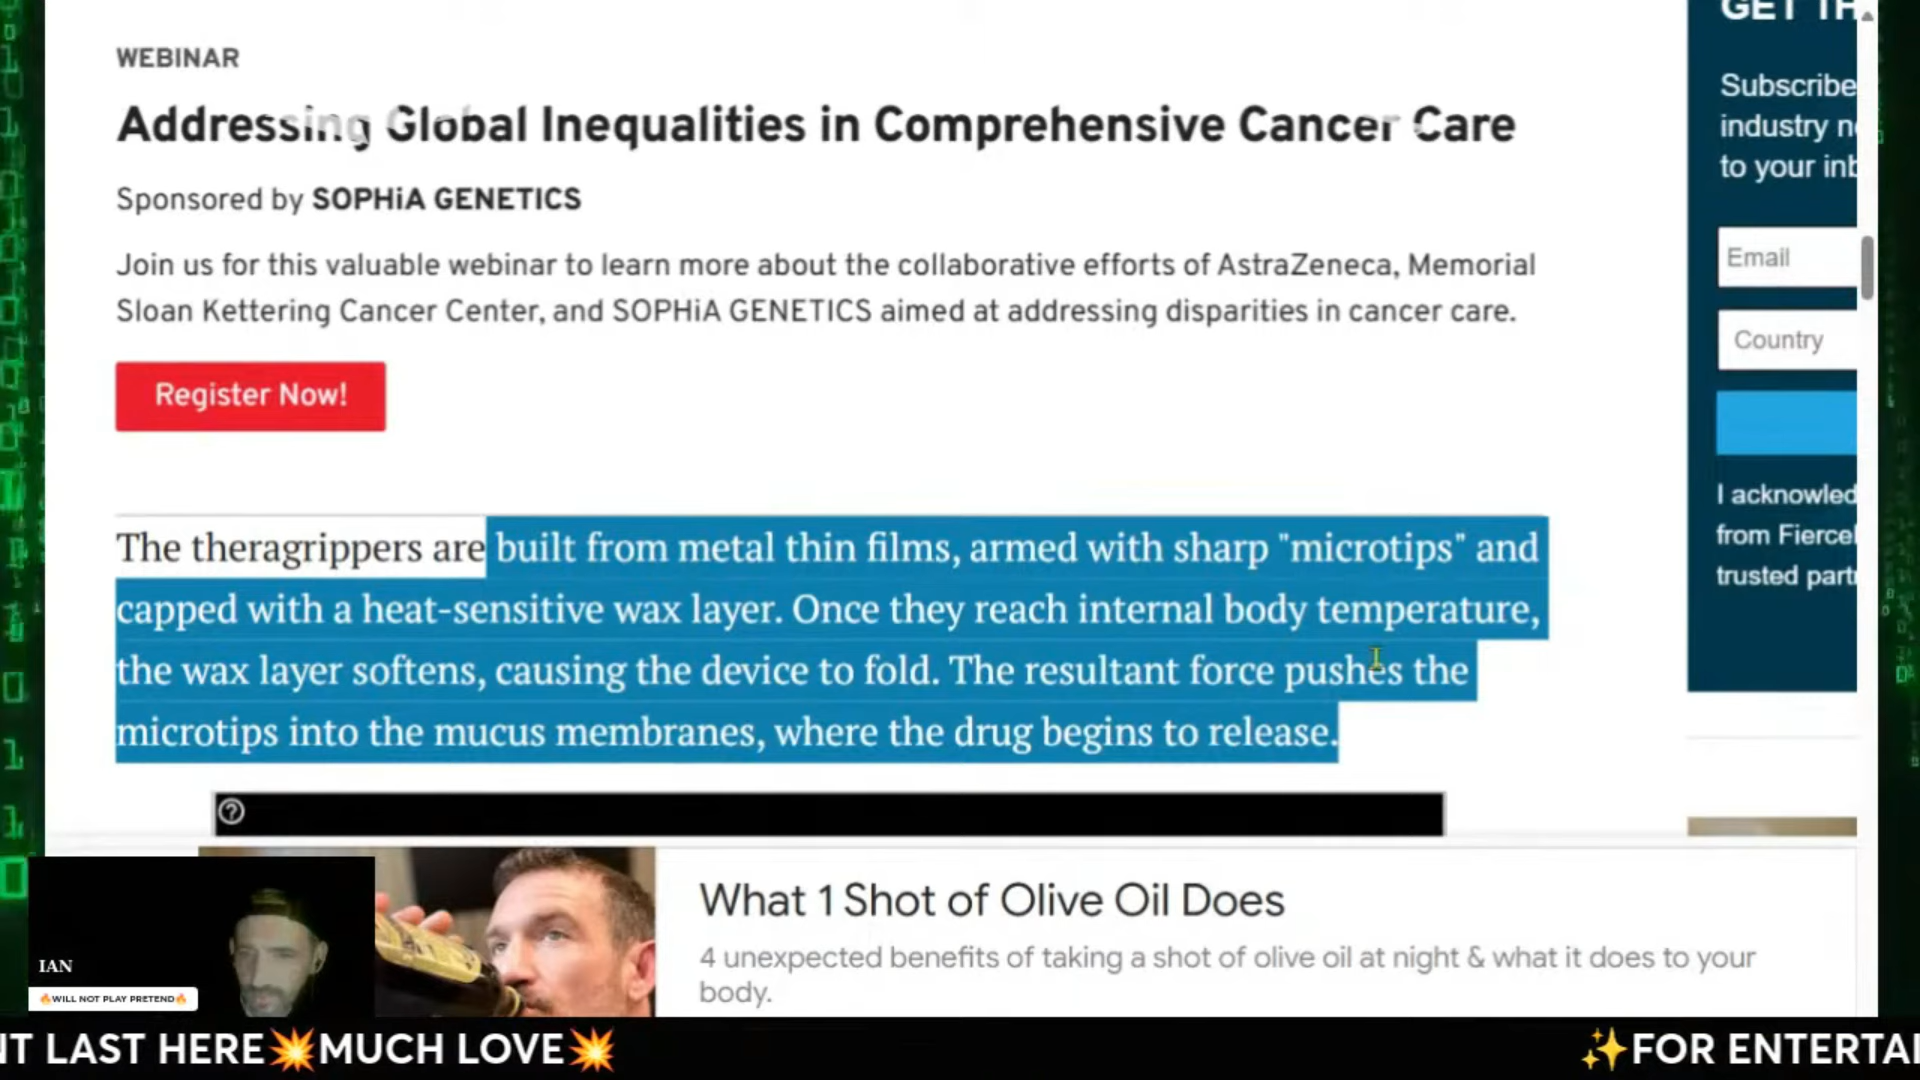 WEBINAR
Addressing Global Inequalities in Comprehensive Cancer Care
Sponsored by SOPHiA GENETICS
Join us for this valuable webinar to learn more about the collaborative efforts of AstraZeneca, Memorial
Sloan Kettering Cancer Center, and SOPHiA GENETICS aimed at addressing disparities in cancer care.
Register Now!
The theragrippers are built from metal thin films, armed with sharp "microtips" and
capped with a heat-sensitive wax layer. Once they reach internal body temperature,
the wax layer softens, causing the device to fold. The resultant force pushes the
microtips into the mucus membranes, where the drug begins to release.
GET TH
Subscribe
industry n
to your inb
Email
Country
I acknowled
from Fierce
trusted part
What 1 Shot of Olive Oil Does
4 unexpected benefits of taking a shot of olive oil at night & what it does to your
body.
IAN
🔥WILL NOT PLAY PRETEND🔥
NT LAST HERE💥MUCH LOVE💥
✨FOR ENTERTAI